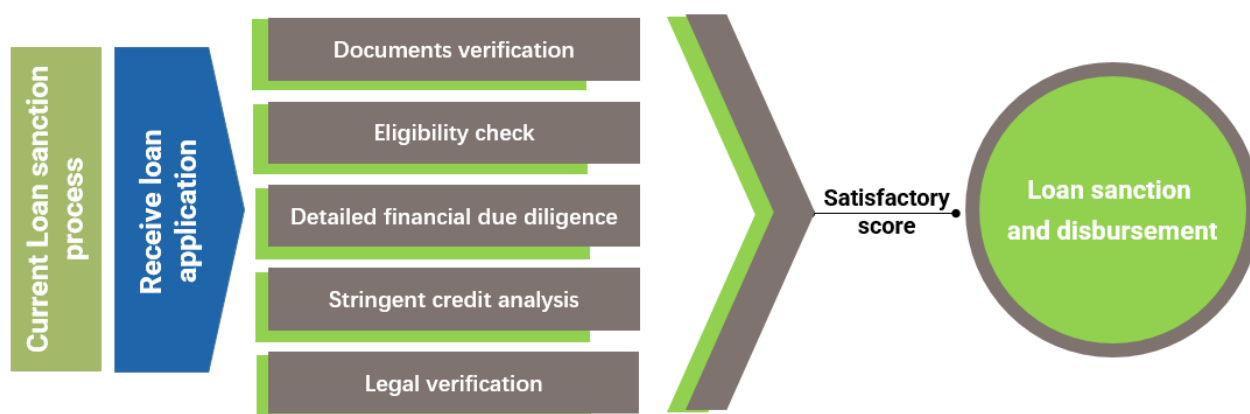 Current Loan sanction
process
Receive loan
application
Documents verification
Eligibility check
Detailed financial due diligence
Stringent credit analysis
Legal verification
Satisfactory
score
Loan sanction
and disbursement